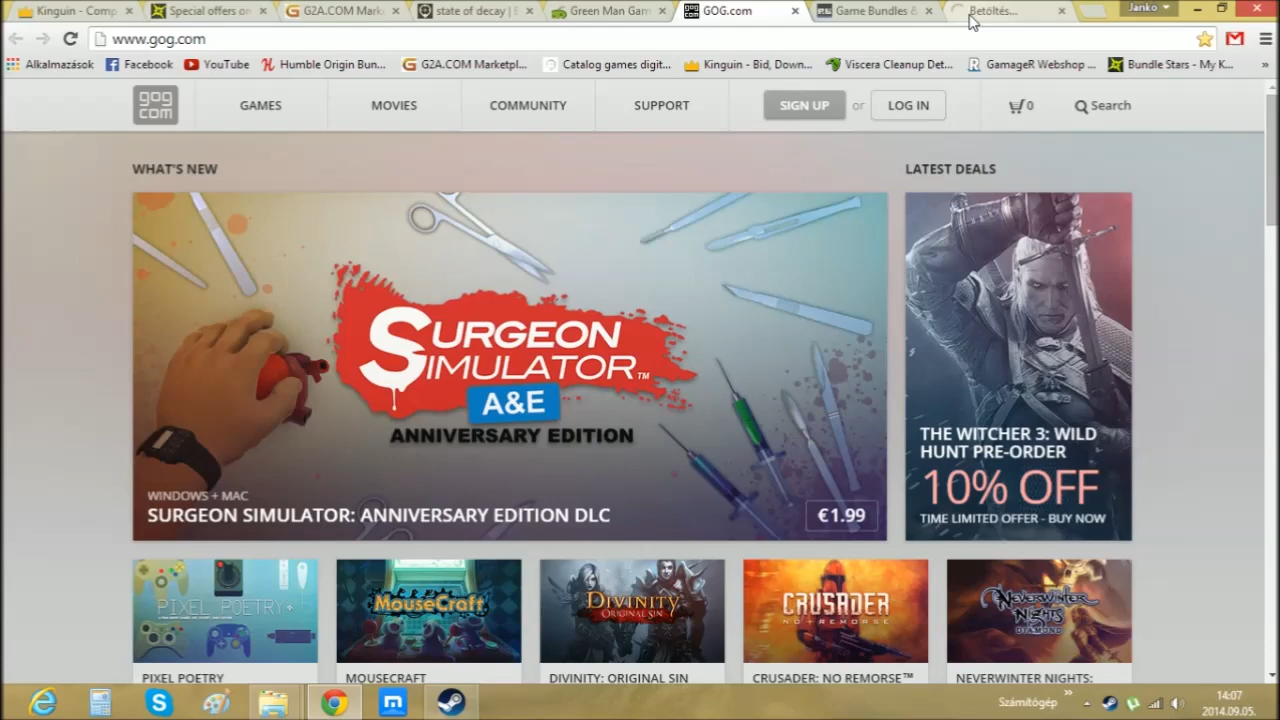 Kinguin - Comp
Special offers on
G2A.COM Mark
state of decay |
Green Man Gam
GOG.com
Game Bundles &
Betöltés...
Janko
www.gog.com
Alkalmazások
Facebook
YouTube
Humble Origin Bun...
G2A.COM Marketpl...
Catalog games digit...
Kinguin - Bid, Down...
Viscera Cleanup Det...
GamageR Webshop ...
Bundle Stars - My K...
»
gog
com
GAMES
MOVIES
COMMUNITY
SUPPORT
SIGN UP
or
LOG IN
0
Search
WHAT'S NEW
LATEST DEALS
SURGEON
SIMULATOR™
A&E
ANNIVERSARY EDITION
WINDOWS + MAC
SURGEON SIMULATOR: ANNIVERSARY EDITION DLC
€1.99
THE WITCHER 3: WILD
HUNT PRE-ORDER
10% OFF
TIME LIMITED OFFER - BUY NOW
PIXEL POETRY
MouseCraft
DIVINITY
ORIGINAL SIN
CRUSADER
NO REMORSE
NEVERWINTER
NIGHTS
DIAMOND
PIXEL POETRY
MOUSECRAFT
DIVINITY: ORIGINAL SIN
CRUSADER: NO REMORSE™
NEVERWINTER NIGHTS:
Számítógép
»
14:07
2014.09.05.